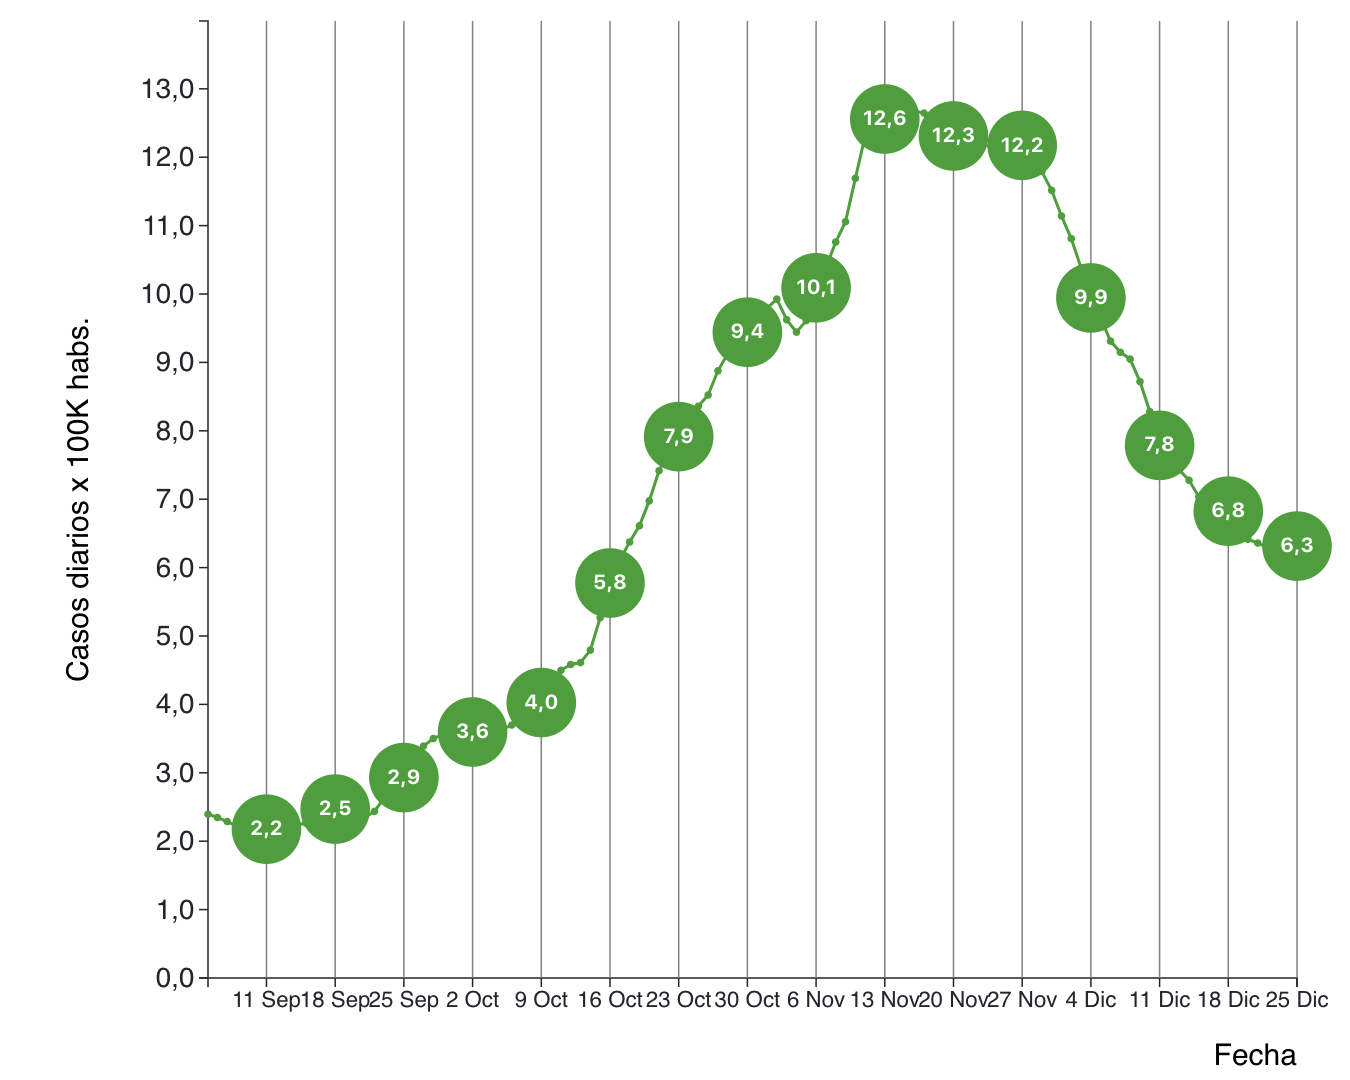 13,0
12,0
11,0
10,0
9,0
8,0
7,0
6,0
5,0
4,0
3,0
2,0
1,0
0,0
Casos diarios x 100K habs.
2,2
2,5
2,9
3,6
4,0
5,8
7,9
9,4
10,1
12,6
12,3
12,2
9,9
7,8
6,8
6,3
11 Sep
18 Sep
25 Sep
2 Oct
9 Oct
16 Oct
23 Oct
30 Oct
6 Nov
13 Nov
20 Nov
27 Nov
4 Dic
11 Dic
18 Dic
25 Dic
Fecha